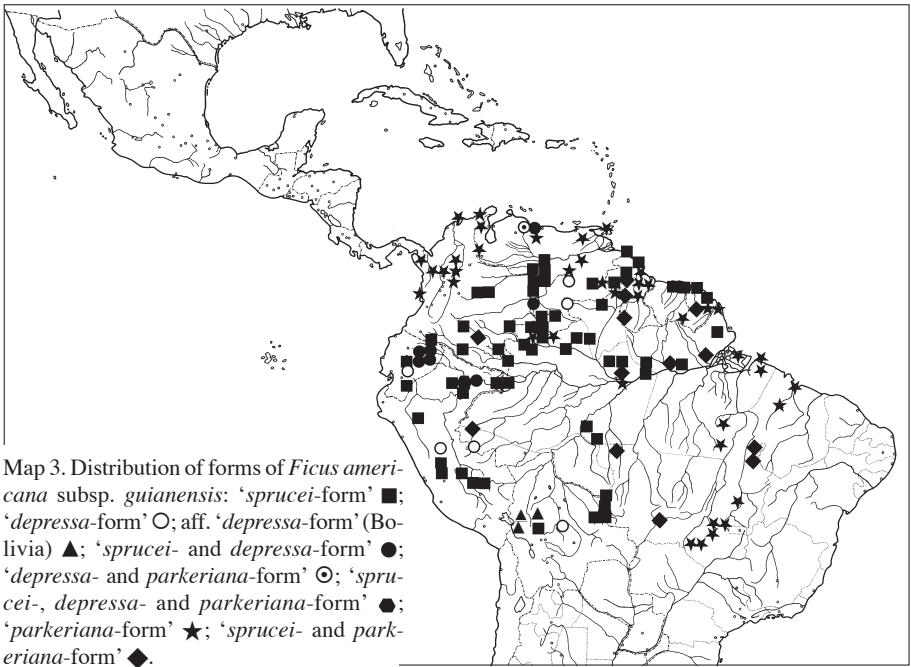 Map 3. Distribution of forms of Ficus ameri-
cana subsp. guianensis: ‘sprucei-form’ ■;
‘depressa-form’ ○; aff. ‘depressa-form’ (Bo-
livia) ▲; ‘sprucei- and depressa-form’ ●;
‘depressa- and parkeriana-form’ ☉; ‘spru-
cei-, depressa- and parkeriana-form’ ⬣;
‘parkeriana-form’ ★; ‘sprucei- and park-
eriana-form’ ◆.